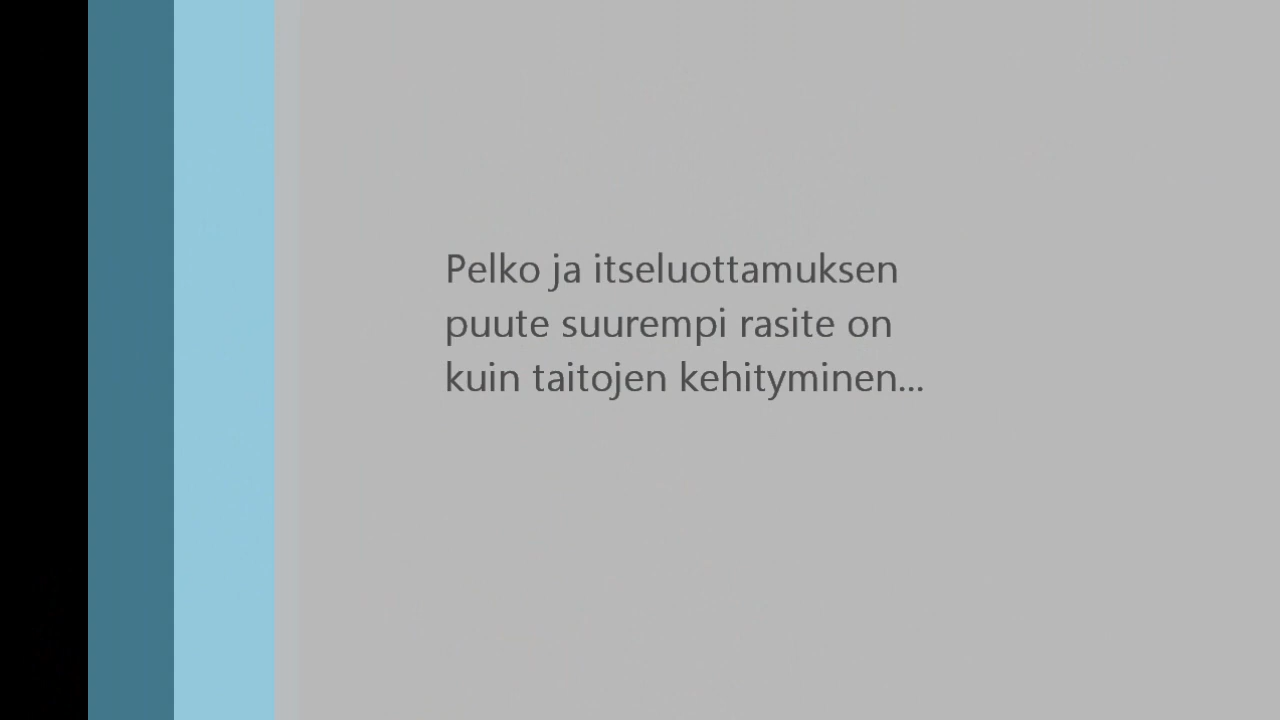 Pelko ja itseluottamuksen
puute suurempi rasite on
kuin taitojen kehityminen...